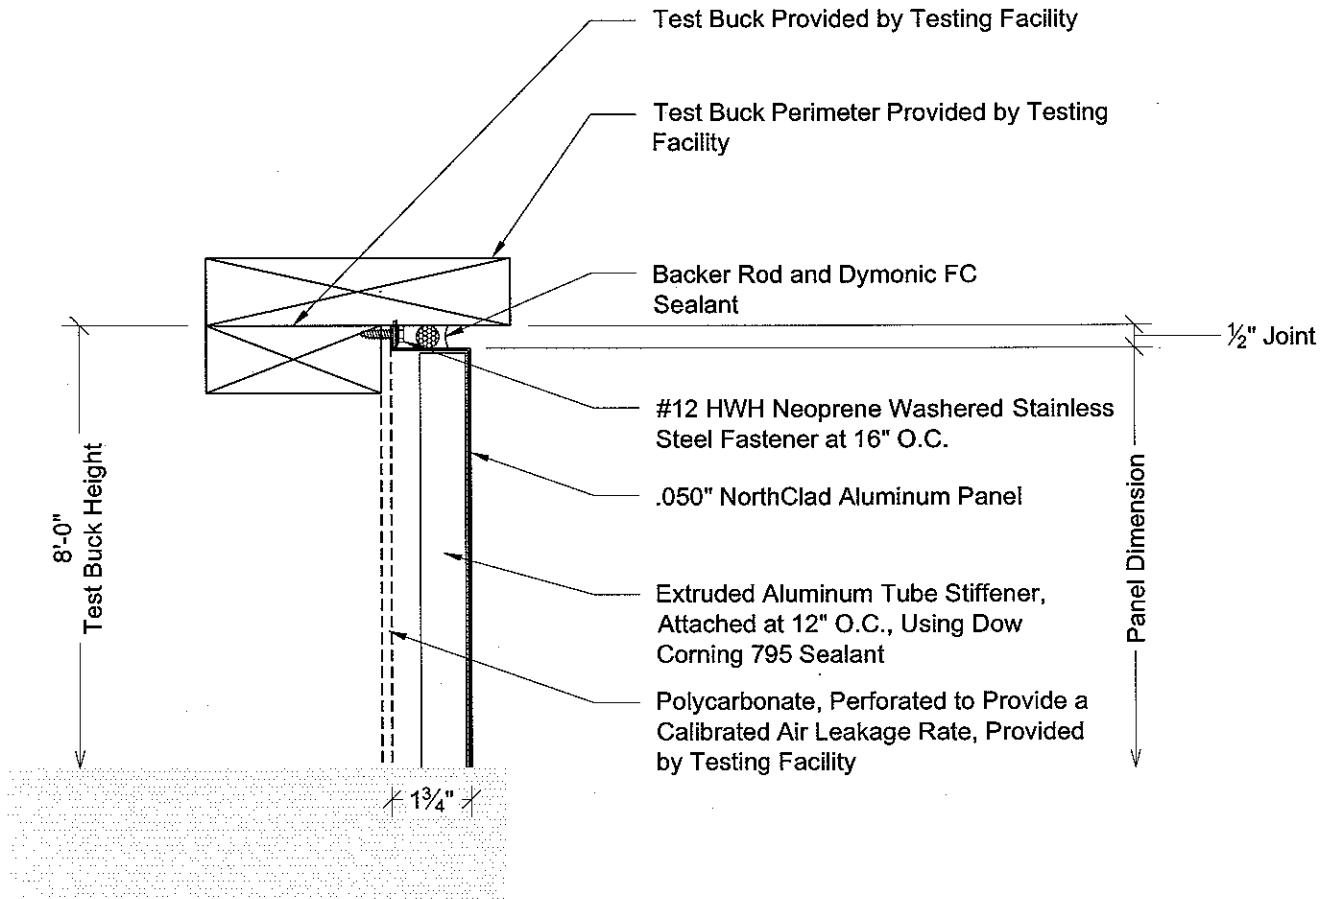 Test Buck Provided by Testing Facility
Test Buck Perimeter Provided by Testing
Facility
Backer Rod and Dymonic FC
Sealant
½" Joint
#12 HWH Neoprene Washered Stainless
Steel Fastener at 16" O.C.
.050" NorthClad Aluminum Panel
8'-0"
Test Buck Height
Panel Dimension
Extruded Aluminum Tube Stiffener,
Attached at 12" O.C., Using Dow
Corning 795 Sealant
Polycarbonate, Perforated to Provide a
Calibrated Air Leakage Rate, Provided
by Testing Facility
1¾"